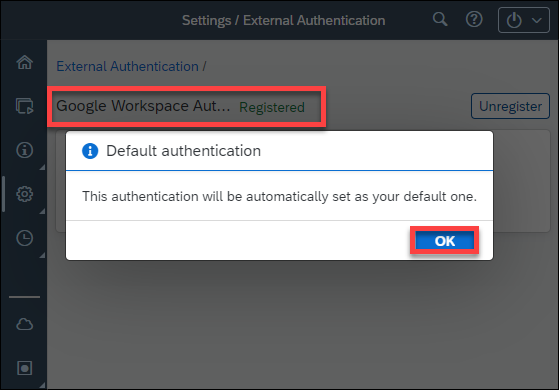 Settings / External Authentication
External Authentication /
Google Workspace Aut... Registered
Unregister
Default authentication
This authentication will be automatically set as your default one.
OK